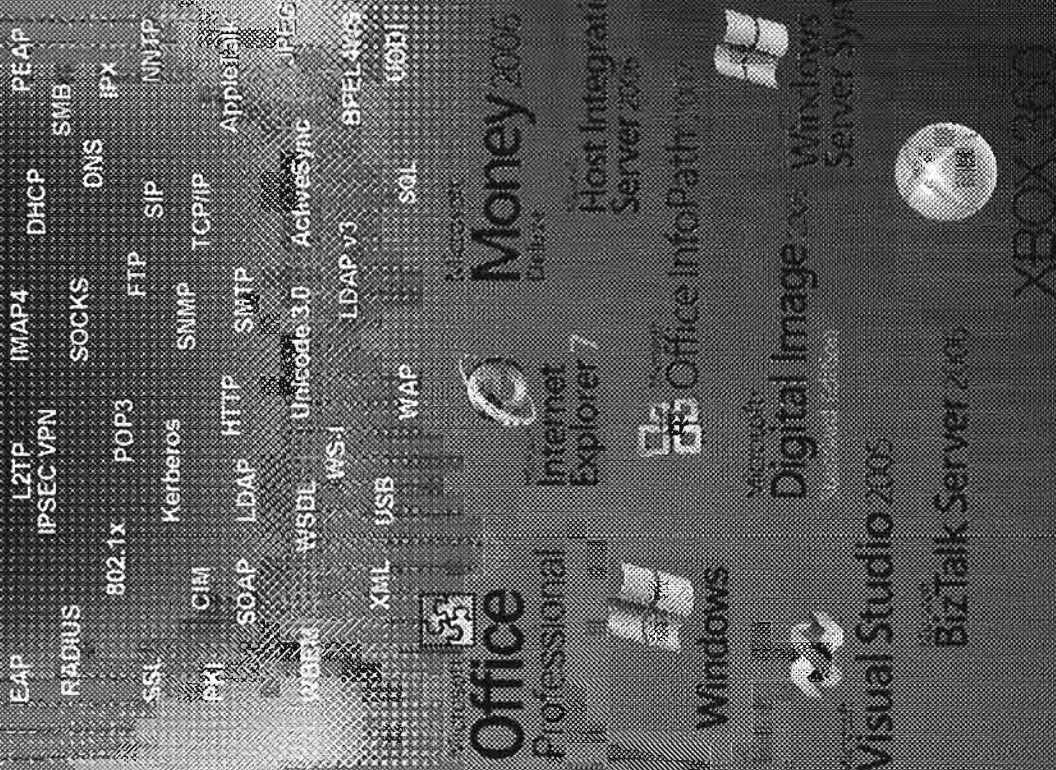 EAP L2TP IMAP4 PEAP
IPSEC VPN DHCP
RADIUS SOCKS SMB
802.1x POP3 DNS IPX
SSL FTP SIP NNTP
Kerberos SNMP
CIM TCP/IP
PKI HTTP AppleTalk
SOAP LDAP SMTP
JPEG
WSDL Unicode 3.0 Activesync
WS-I LDAP v3 BPEL4WS
XML USB WAP SQL UDDI
Microsoft
Office
Professional
Microsoft
Money 2006
Deluxe
Internet
Explorer 7
Host Integrati
Server 2006
Windows
Microsoft
Office InfoPath
Microsoft
Digital Image
Windows
Server Syst
Visual Studio 2005
BizTalk Server 2006
XBOX 360